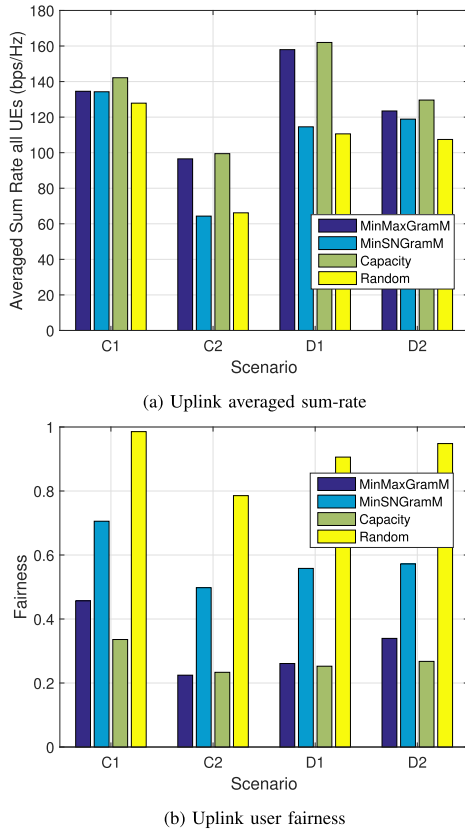 180
160
140
120
100
80
60
40
20
0
Averaged Sum Rate all UEs (bps/Hz)
MinMaxGramM
MinSNGramM
Capacity
Random
C1 C2 D1 D2
Scenario
(a) Uplink averaged sum-rate
1
0.8
0.6
0.4
0.2
0
Fairness
MinMaxGramM
MinSNGramM
Capacity
Random
C1 C2 D1 D2
Scenario
(b) Uplink user fairness